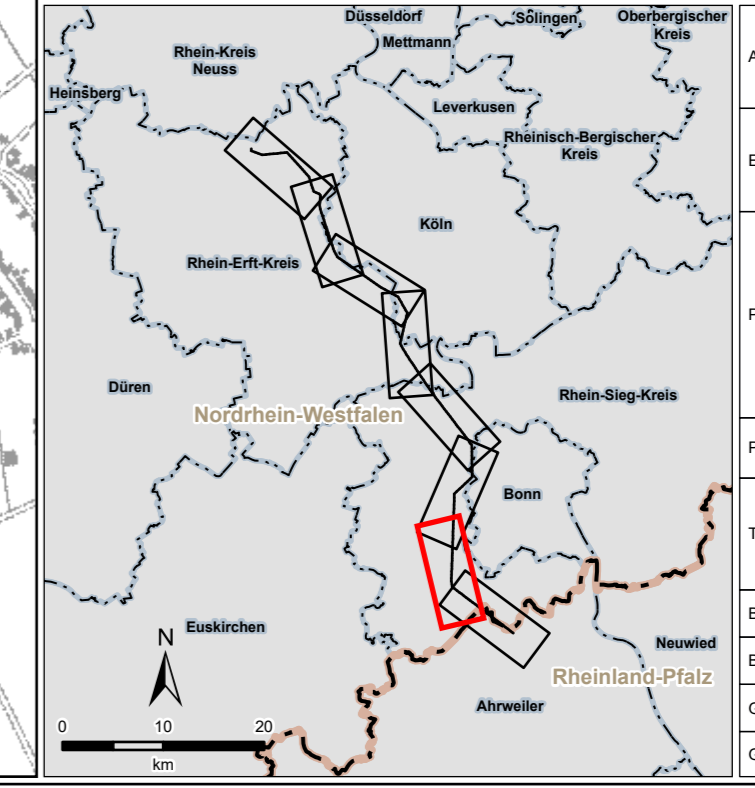 Düsseldorf
Solingen
Oberbergischer
Kreis
Mettmann
Rhein-Kreis
Neuss
Heinsberg
Leverkusen
Rheinisch-Bergischer
Kreis
Köln
Rhein-Erft-Kreis
Düren
Rhein-Sieg-Kreis
Nordrhein-Westfalen
Bonn
Euskirchen
Neuwied
Rheinland-Pfalz
Ahrweiler
N
0 10 20
km